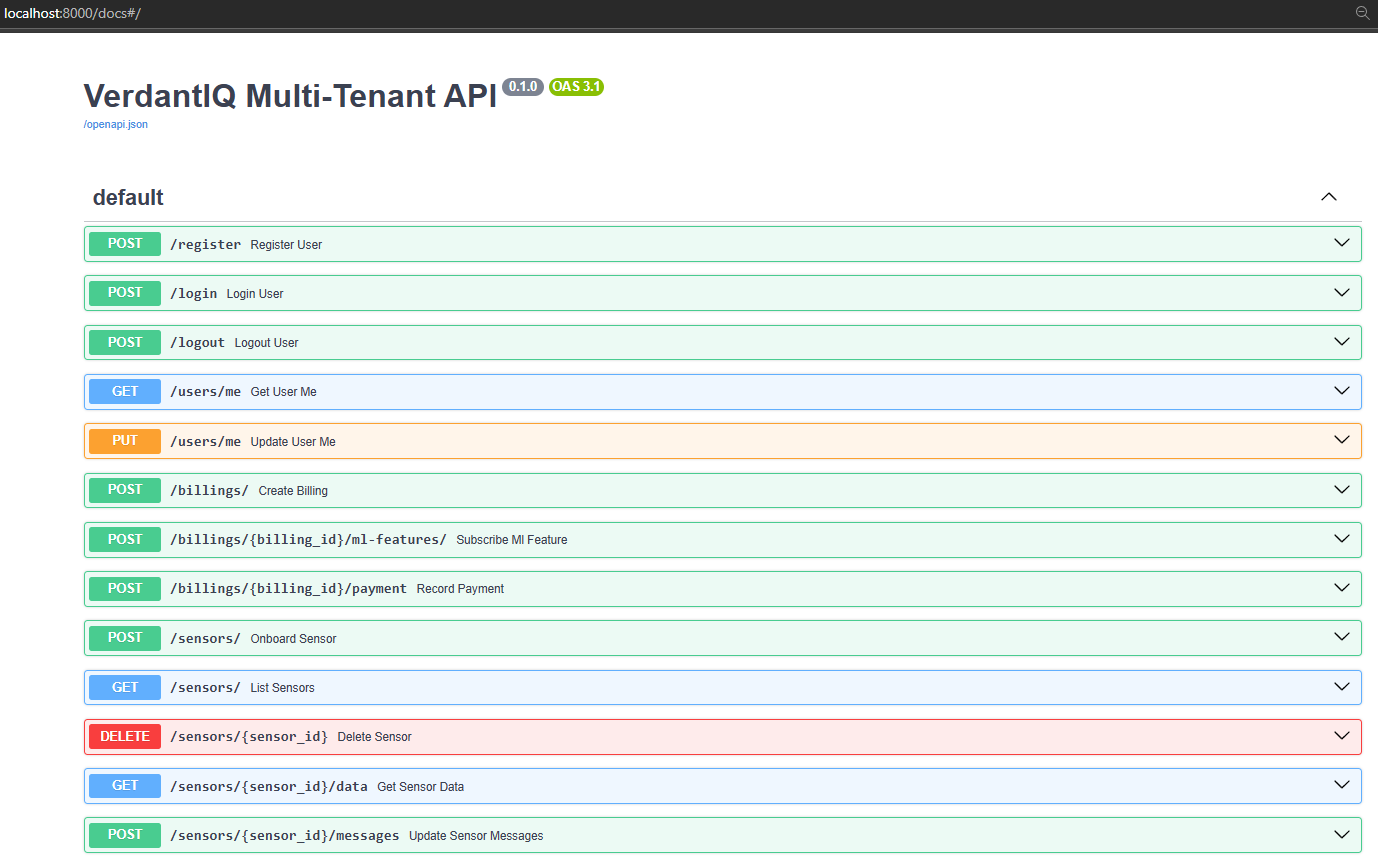 localhost:8000/docs#/
VerdantIQ Multi-Tenant API 0.1.0 OAS 3.1
/openapi.json
default
POST /register Register User
POST /login Login User
POST /logout Logout User
GET /users/me Get User Me
PUT /users/me Update User Me
POST /billings/ Create Billing
POST /billings/{billing_id}/ml-features/ Subscribe Ml Feature
POST /billings/{billing_id}/payment Record Payment
POST /sensors/ Onboard Sensor
GET /sensors/ List Sensors
DELETE /sensors/{sensor_id} Delete Sensor
GET /sensors/{sensor_id}/data Get Sensor Data
POST /sensors/{sensor_id}/messages Update Sensor Messages